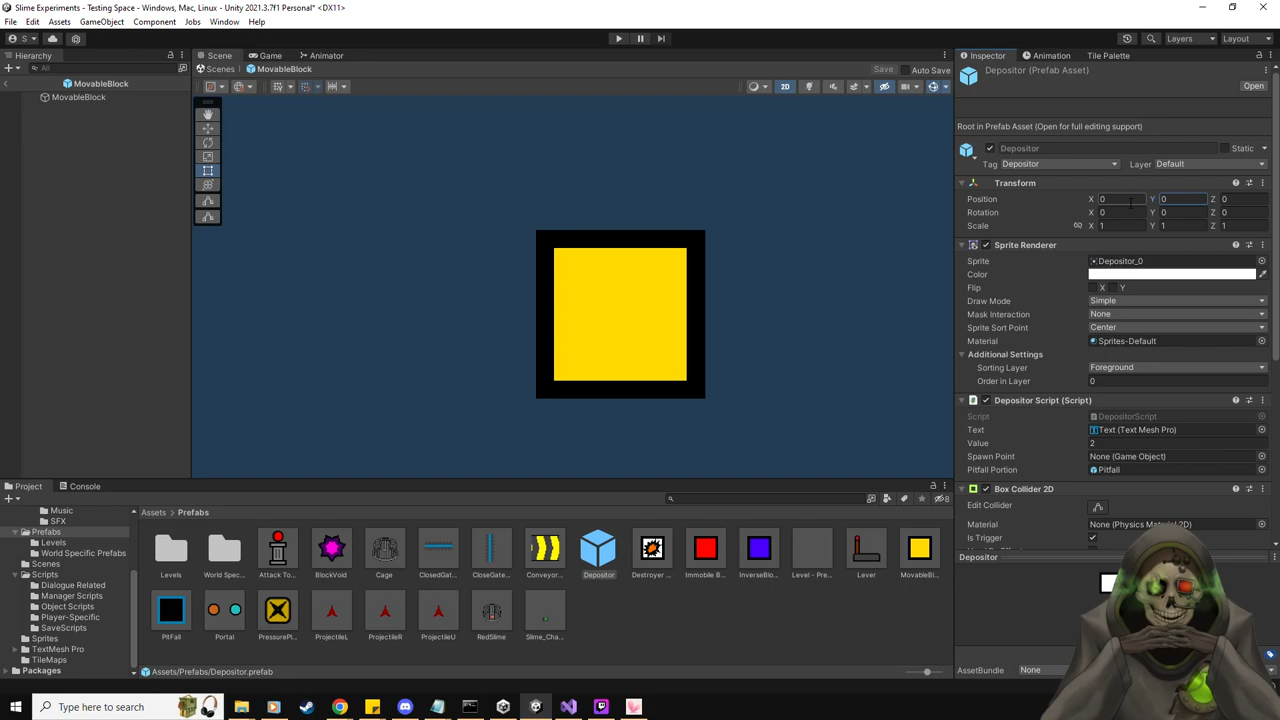 Slime Experiments - Testing Space - Windows, Mac, Linux - Unity 2021.3.7f1 Personal* <DX11>
File Edit Assets GameObject Component Jobs Window Help
S Layers Layout
Hierarchy Scene Game Animator Inspector Animation Tile Palette
All Scenes MovableBlock Save Auto Save Depositor (Prefab Asset)
MovableBlock 2D Open
MovableBlock
Root in Prefab Asset (Open for full editing support)
Depositor Static
Tag Depositor Layer Default
Transform
Position X 0 Y 0 Z 0
Rotation X 0 Y 0 Z 0
Scale X 1 Y 1 Z 1
Sprite Renderer
Sprite Depositor_0
Color
Flip X Y
Draw Mode Simple
Mask Interaction None
Sprite Sort Point Center
Material Sprites-Default
Additional Settings
Sorting Layer Foreground
Order in Layer 0
Depositor Script (Script)
Script DepositorScript
Text Text (Text Mesh Pro)
Value 2
Spawn Point None (Game Object)
Pitfall Portion Pitfall
Box Collider 2D
Edit Collider
Material None (Physics Material 2D)
Is Trigger
Depositor
AssetBundle None
Project Console
8
Music
SFX
Prefabs
Levels
World Specific Prefabs
Scenes
Scripts
Dialogue Related
Manager Scripts
Object Scripts
Player-Specific
SaveScripts
Sprites
TextMesh Pro
TileMaps
Packages
Assets > Prefabs
Levels World Spec... Attack To... BlockVoid Cage ClosedGat... CloseGate... Conveyor... Depositor Destroyer ... Immobile B... InverseBlo... Level - Pre... Lever MovableBl...
PitFall Portal PressurePl... ProjectileL ProjectileR ProjectileU RedSlime Slime_Cha...
Assets/Prefabs/Depositor.prefab
Type here to search